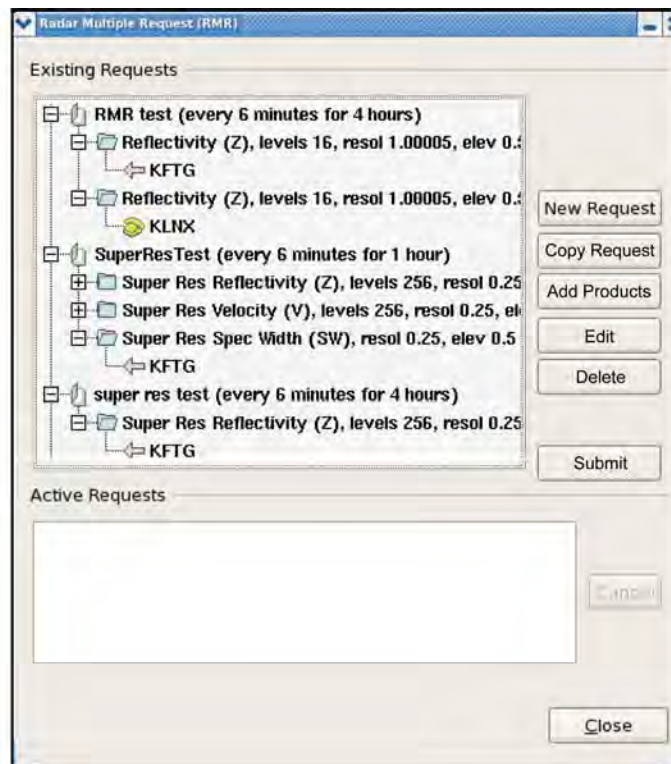 Radar Multiple Request (RMR)
Existing Requests
RMR test (every 6 minutes for 4 hours)
Reflectivity (Z), levels 16, resol 1.00005, elev 0.5
KFTG
Reflectivity (Z), levels 16, resol 1.00005, elev 0.5
KLNX
SuperResTest (every 6 minutes for 1 hour)
Super Res Reflectivity (Z), levels 256, resol 0.25
Super Res Velocity (V), levels 256, resol 0.25, el
Super Res Spec Width (SW), resol 0.25, elev 0.5
KFTG
super res test (every 6 minutes for 4 hours)
Super Res Reflectivity (Z), levels 256, resol 0.25
KFTG
New Request
Copy Request
Add Products
Edit
Delete
Submit
Active Requests
Cancel
Close